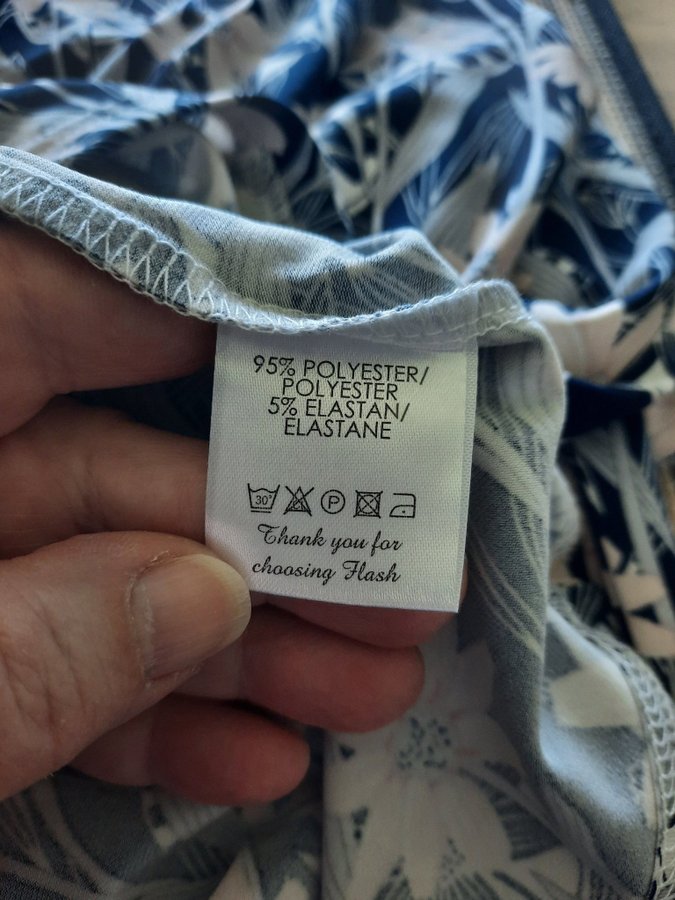 95% POLYESTER/
POLYESTER
5% ELASTAN/
ELASTANE
30°
P
Thank you for
choosing Flash